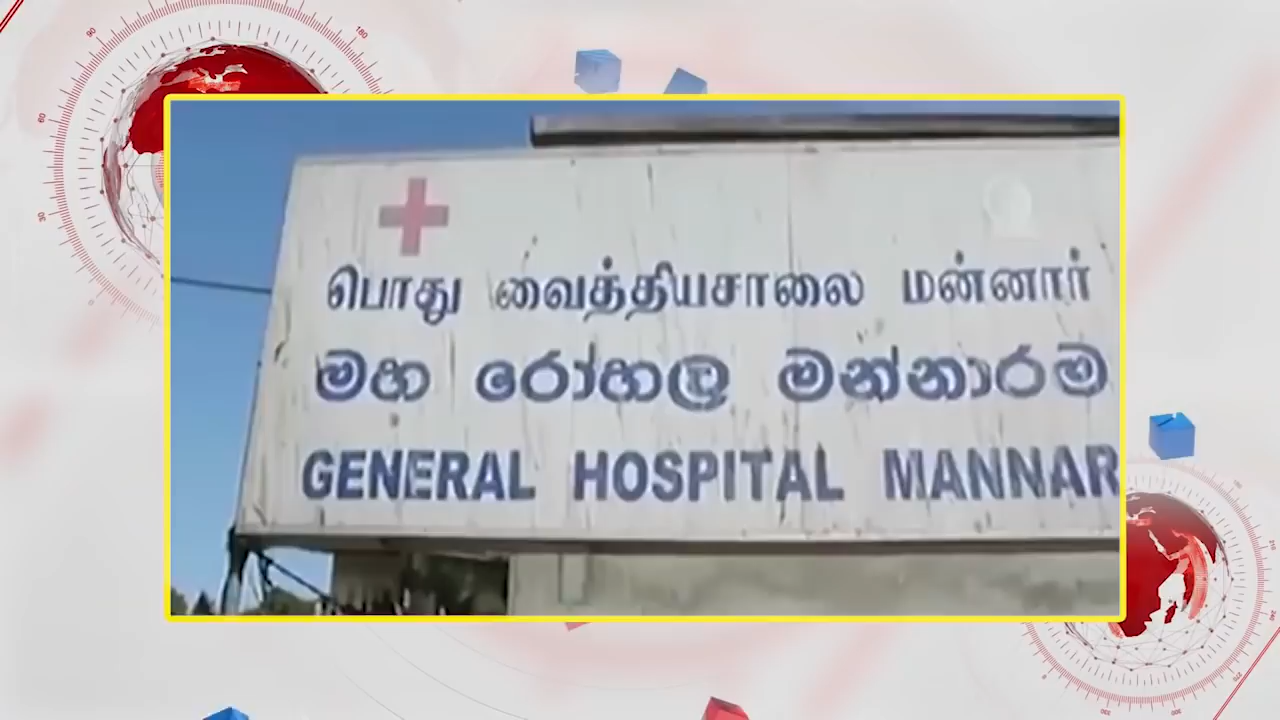 பொது வைத்தியசாலை மன்னார்
මහ රෝහල මන්නාරම
GENERAL HOSPITAL MANNAR